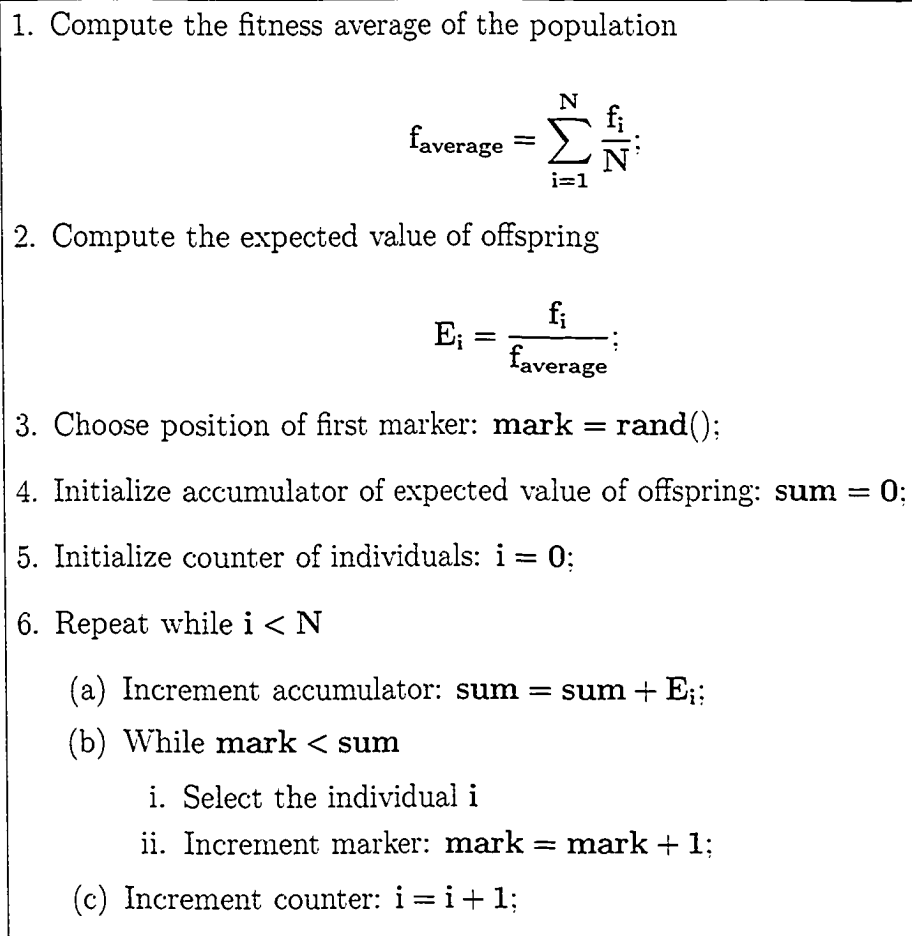 1. Compute the fitness average of the population
f_average = ∑_{i=1}^{N} f_i/N;
2. Compute the expected value of offspring
E_i = f_i/f_average;
3. Choose position of first marker: mark = rand();
4. Initialize accumulator of expected value of offspring: sum = 0;
5. Initialize counter of individuals: i = 0;
6. Repeat while i < N
(a) Increment accumulator: sum = sum + E_i;
(b) While mark < sum
i. Select the individual i
ii. Increment marker: mark = mark + 1;
(c) Increment counter: i = i + 1;